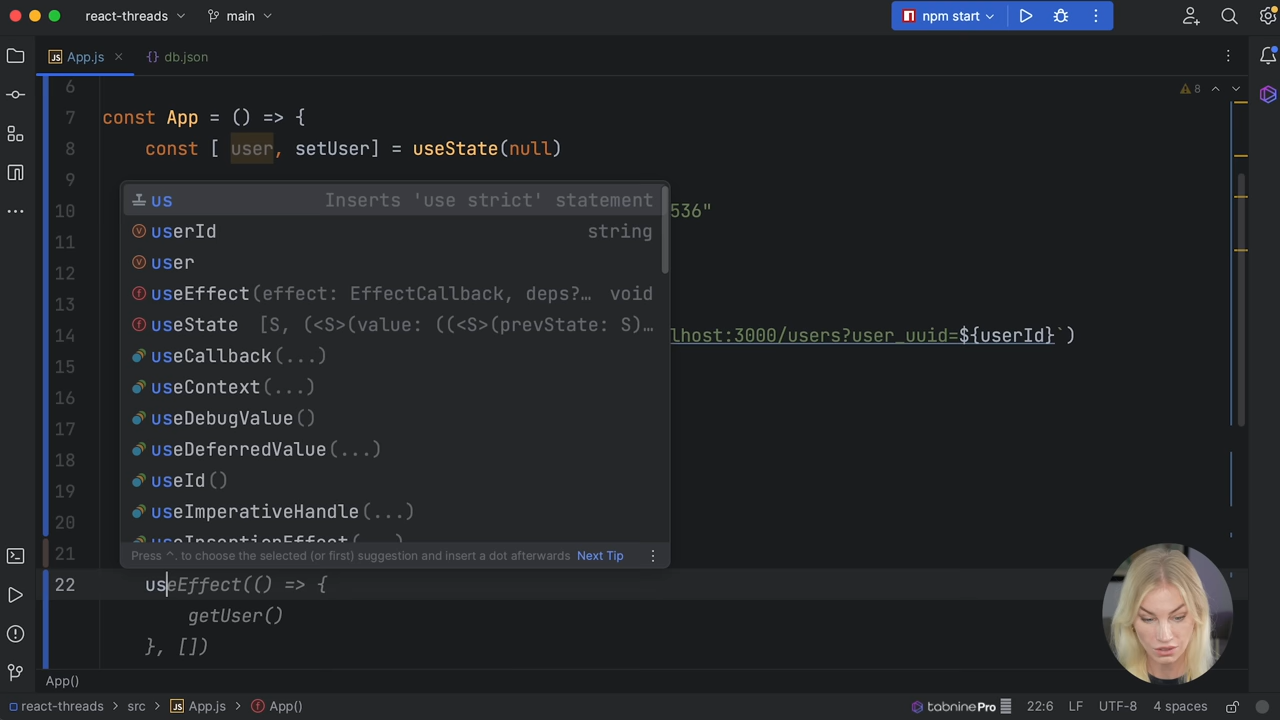 react-threads
main
npm start
App.js
db.json
8
6
7 const App = () => {
8 const [ user, setUser] = useState(null)
9
10 536"
11
12
13
14 lhost:3000/users?user_uuid=${userId}`)
15
16
17
18
19
20
21
us Inserts 'use strict' statement
userId string
user
useEffect(effect: EffectCallback, deps?… void
useState [S, (<S>(value: ((<S>(prevState: S)…
useCallback(...)
useContext(...)
useDebugValue()
useDeferredValue(...)
useId()
useImperativeHandle(...)
useInsertionEffect(...)
Press ^. to choose the selected (or first) suggestion and insert a dot afterwards Next Tip
22 useEffect(() => {
getUser()
}, [])
App()
react-threads > src > App.js > App()
tabnine Pro
22:6 LF UTF-8 4 spaces